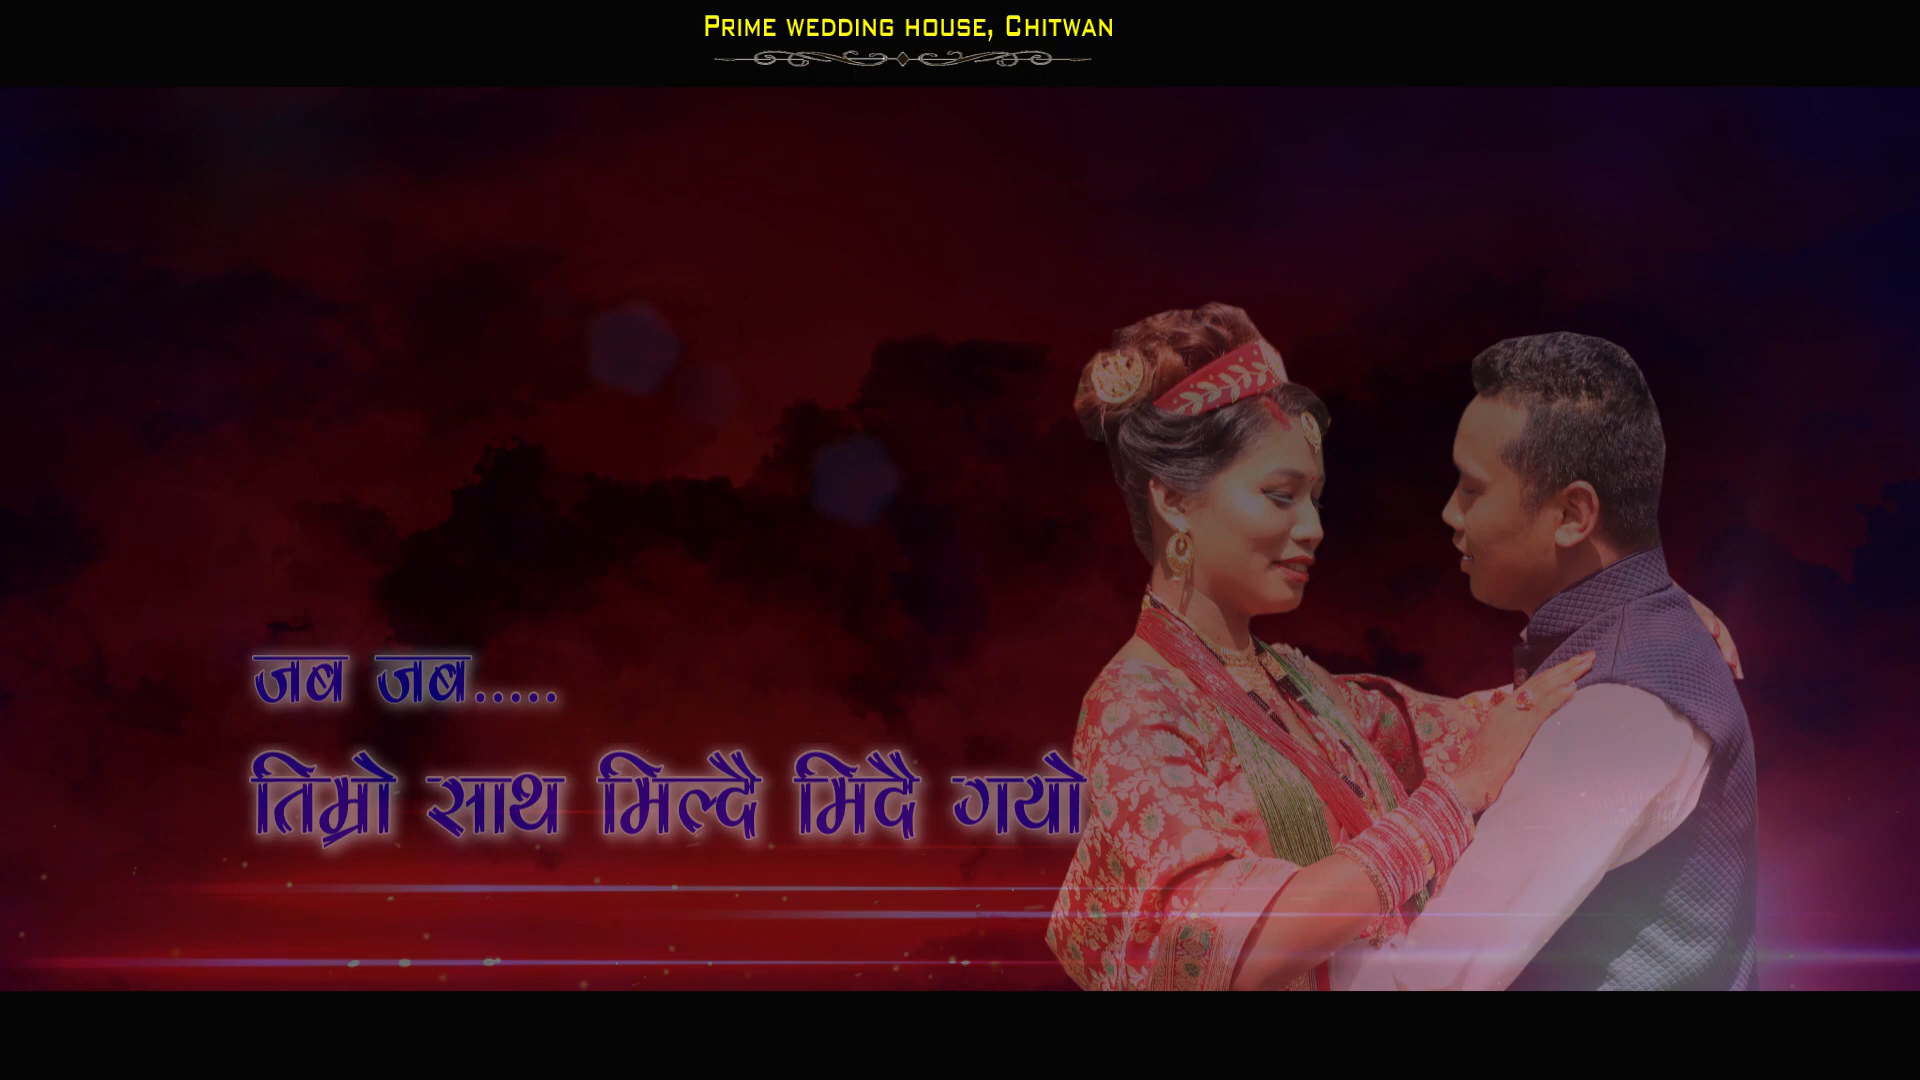 Prime wedding house, Chitwan
जब जब.....
तिम्रो साथ मिल्दै मिदै गयो